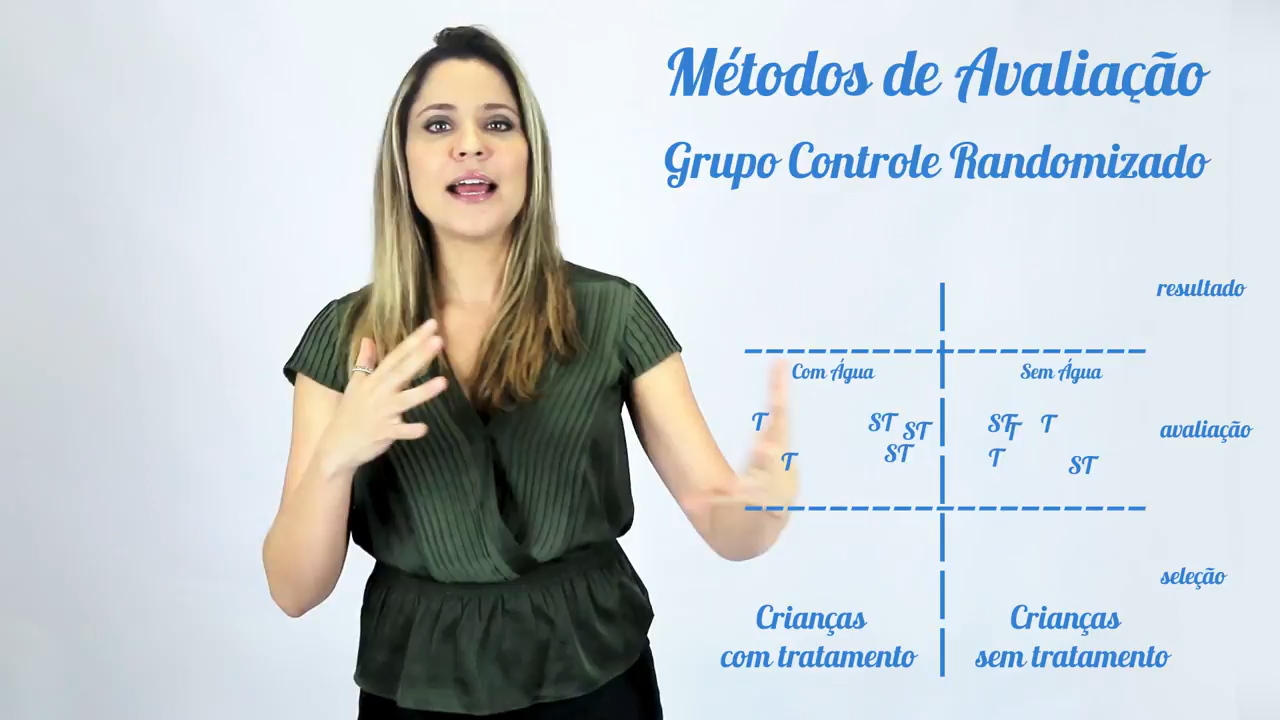 Métodos de Avaliação
Grupo Controle Randomizado
resultado
Com Água
Sem Água
T
ST
ST
ST
T
ST
T
T
T
ST
avaliação
seleção
Crianças
com tratamento
Crianças
sem tratamento